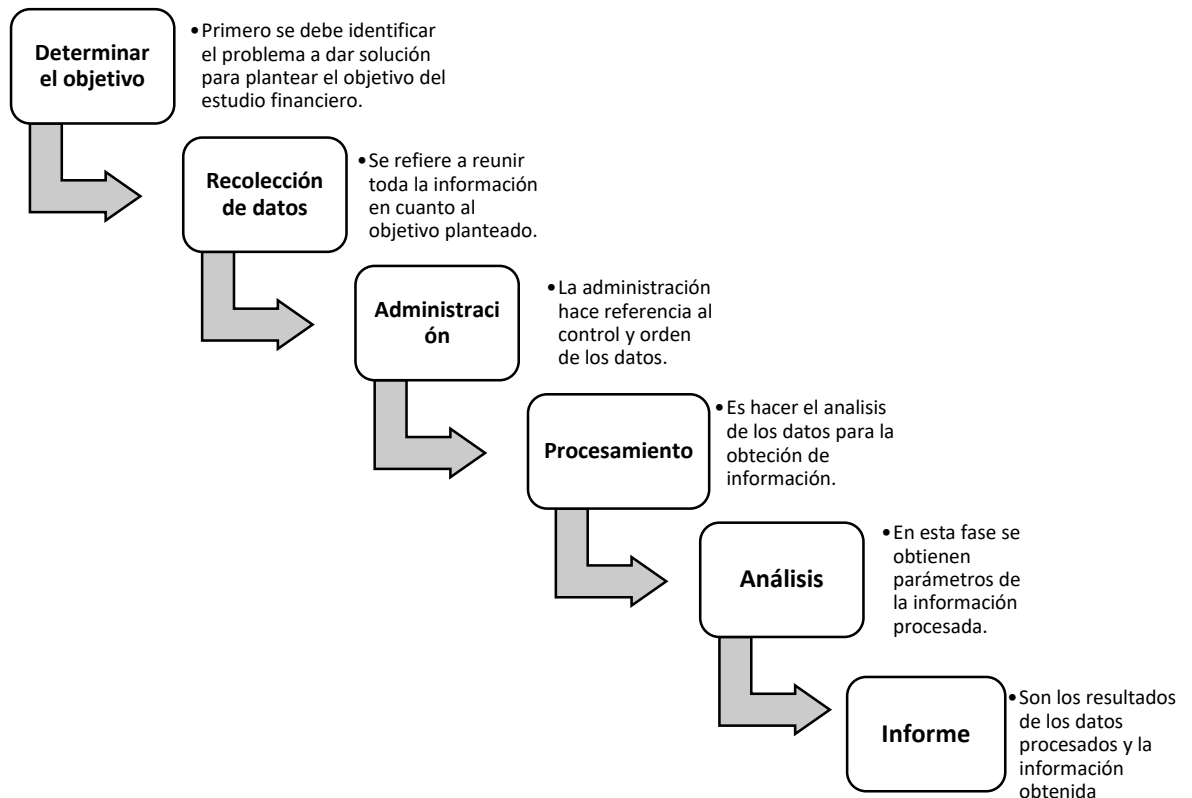 Determinar
el objetivo
•Primero se debe identificar
el problema a dar solución
para plantear el objetivo del
estudio financiero.
Recolección
de datos
•Se refiere a reunir
toda la información
en cuanto al
objetivo planteado.
Administraci
ón
•La administración
hace referencia al
control y orden
de los datos.
Procesamiento
•Es hacer el analisis
de los datos para la
obteción de
información.
Análisis
•En esta fase se
obtienen
parámetros de
la información
procesada.
Informe
•Son los resultados
de los datos
procesados y la
información
obtenida